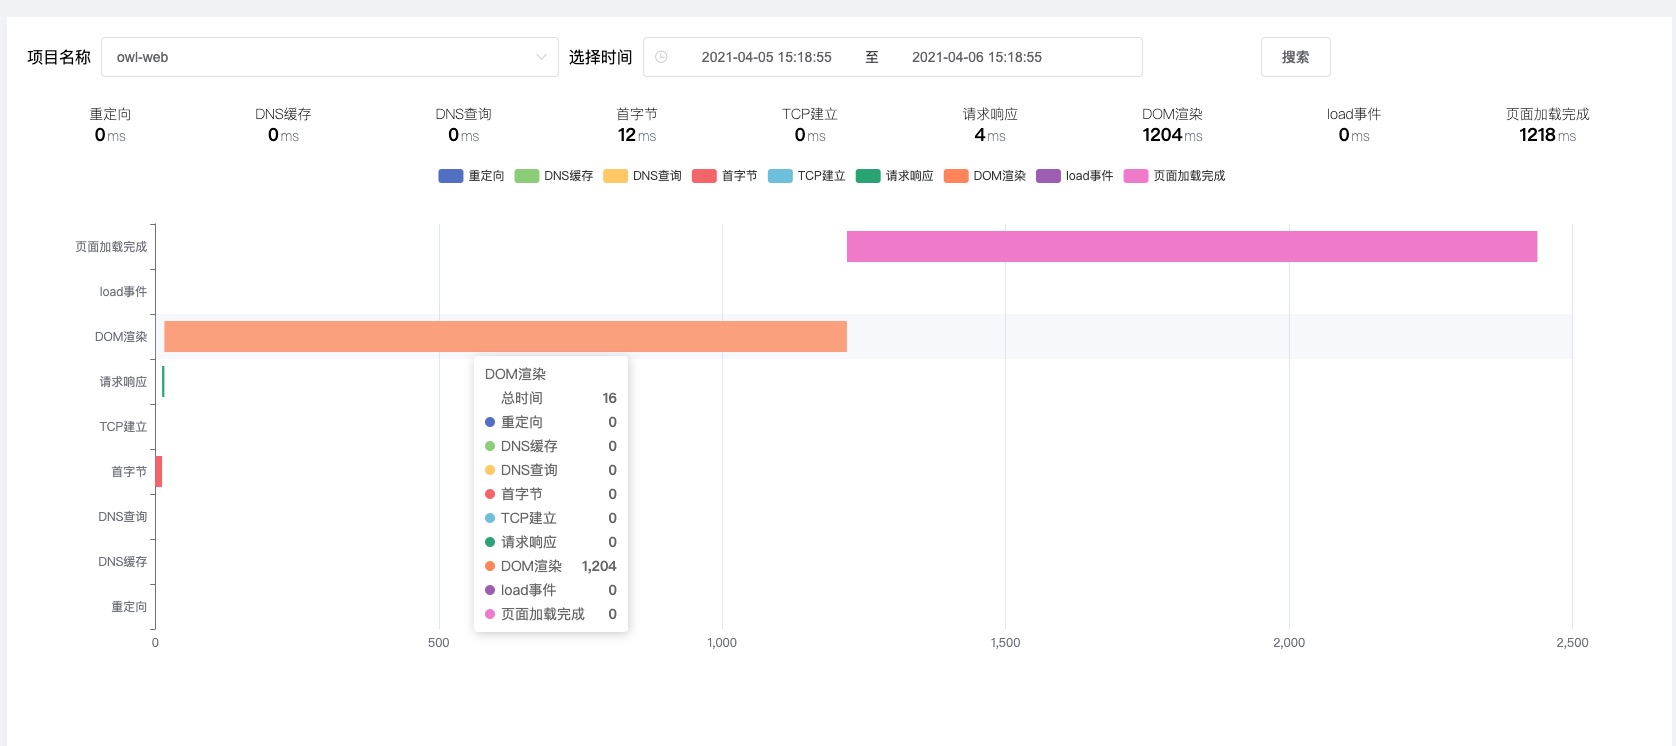 项目名称 owl-web 选择时间 2021-04-05 15:18:55 至 2021-04-06 15:18:55 搜索
重定向 DNS缓存 DNS查询 首字节 TCP建立 请求响应 DOM渲染 load事件 页面加载完成
0ms 0ms 0ms 12ms 0ms 4ms 1204ms 0ms 1218ms
重定向 DNS缓存 DNS查询 首字节 TCP建立 请求响应 DOM渲染 load事件 页面加载完成
页面加载完成
load事件
DOM渲染
请求响应
TCP建立
首字节
DNS查询
DNS缓存
重定向
DOM渲染
总时间 16
重定向 0
DNS缓存 0
DNS查询 0
首字节 0
TCP建立 0
请求响应 0
DOM渲染 1,204
load事件 0
页面加载完成 0
0 500 1,000 1,500 2,000 2,500